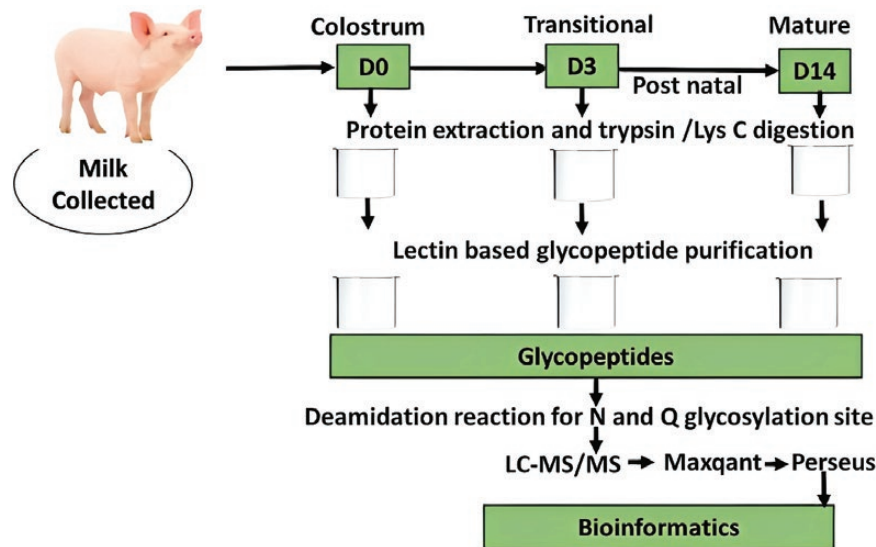 Colostrum
Transitional
Mature
D0
D3
D14
Post natal
Protein extraction and trypsin /Lys C digestion
Milk
Collected
Lectin based glycopeptide purification
Glycopeptides
Deamidation reaction for N and Q glycosylation site
LC-MS/MS
Maxqant
Perseus
Bioinformatics